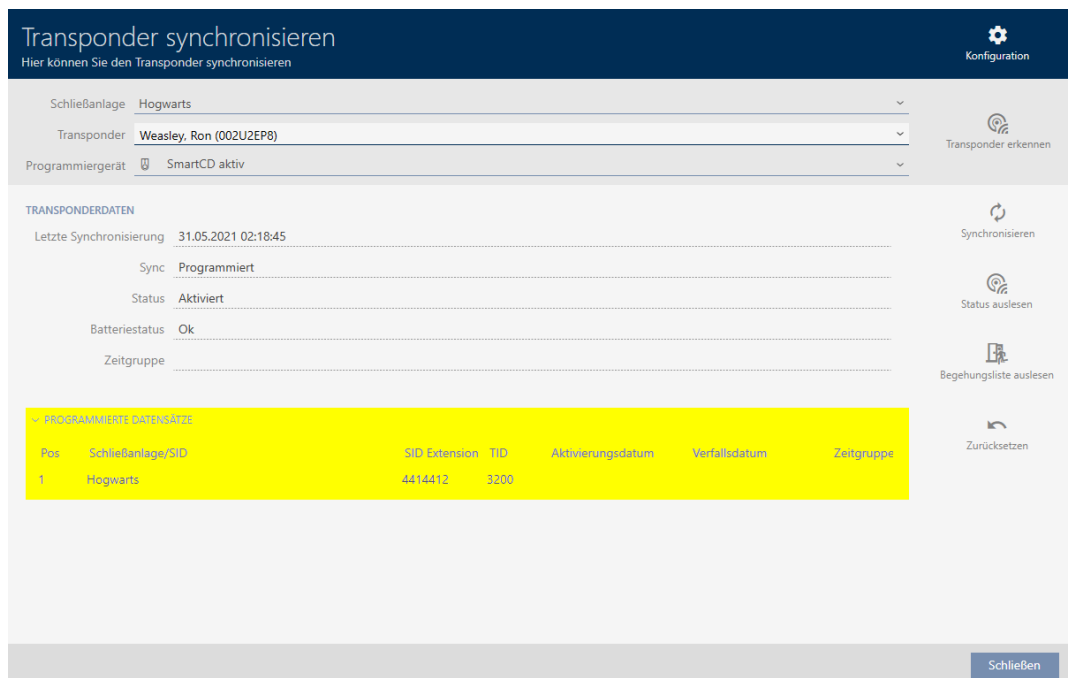 Transponder synchronisieren
Hier können Sie den Transponder synchronisieren
Konfiguration
Schließanlage Hogwarts
Transponder Weasley, Ron (002U2EP8)
Programmiergerät SmartCD aktiv
Transponder erkennen
TRANSPONDERDATEN
Letzte Synchronisierung 31.05.2021 02:18:45
Sync Programmiert
Status Aktiviert
Batteriestatus Ok
Zeitgruppe
Synchronisieren
Status auslesen
Begehungsliste auslesen
Zurücksetzen
PROGRAMMIERTE DATENSÄTZE
Pos Schließanlage/SID SID Extension TID Aktivierungsdatum Verfallsdatum Zeitgruppe
1 Hogwarts 4414412 3200
Schließen